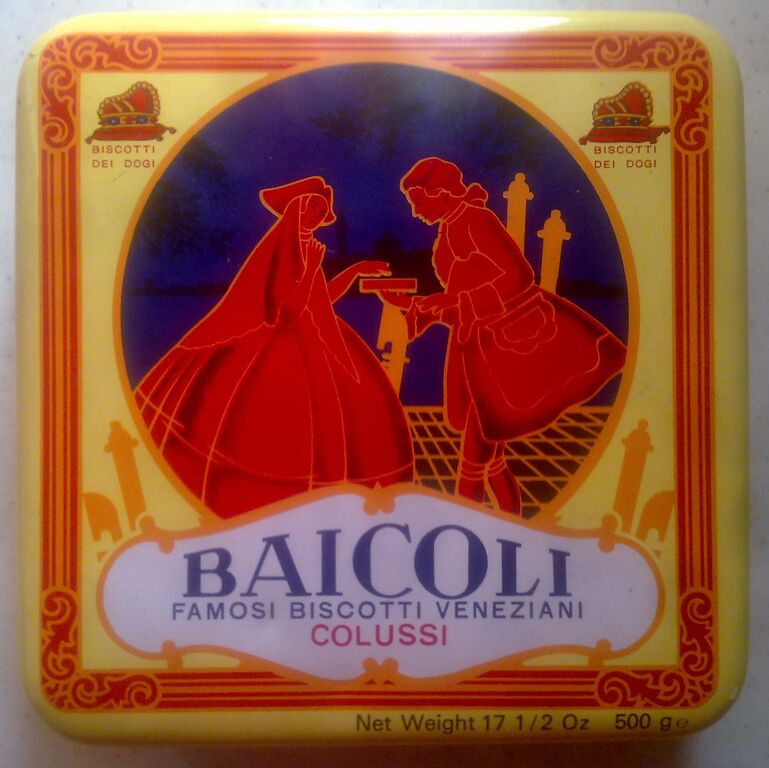 BISCOTTI
DEI DOGI
BISCOTTI
DEI DOGI
BAICOLI
FAMOSI BISCOTTI VENEZIANI
COLUSSI
Net Weight 17 1/2 Oz 500 g e